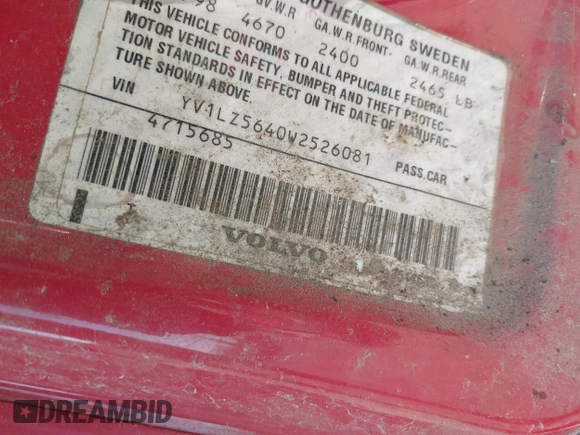 GOTHENBURG SWEDEN
98 GV.W.R GA.W.R.FRONT GA.W.R.REAR
4670 2400 2465 LB
THIS VEHICLE CONFORMS TO ALL APPLICABLE FEDERAL
MOTOR VEHICLE SAFETY, BUMPER AND THEFT PROTEC-
TION STANDARDS IN EFFECT ON THE DATE OF MANUFAC-
TURE SHOWN ABOVE.
VIN YV1LZ5640W2526081 PASS.CAR
4715685
VOLVO
DREAMBID